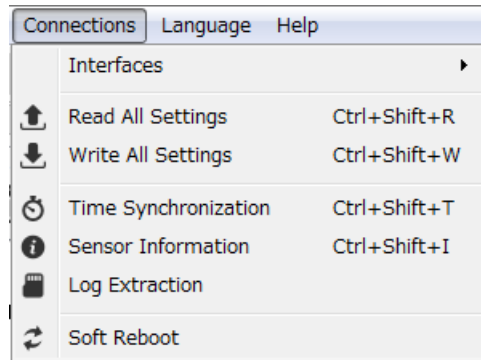 Connections Language Help
Interfaces
Read All Settings Ctrl+Shift+R
Write All Settings Ctrl+Shift+W
Time Synchronization Ctrl+Shift+T
Sensor Information Ctrl+Shift+I
Log Extraction
Soft Reboot